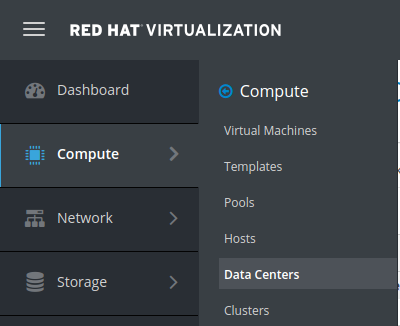 RED HAT VIRTUALIZATION
Dashboard
Compute
Network
Storage
Compute
Virtual Machines
Templates
Pools
Hosts
Data Centers
Clusters